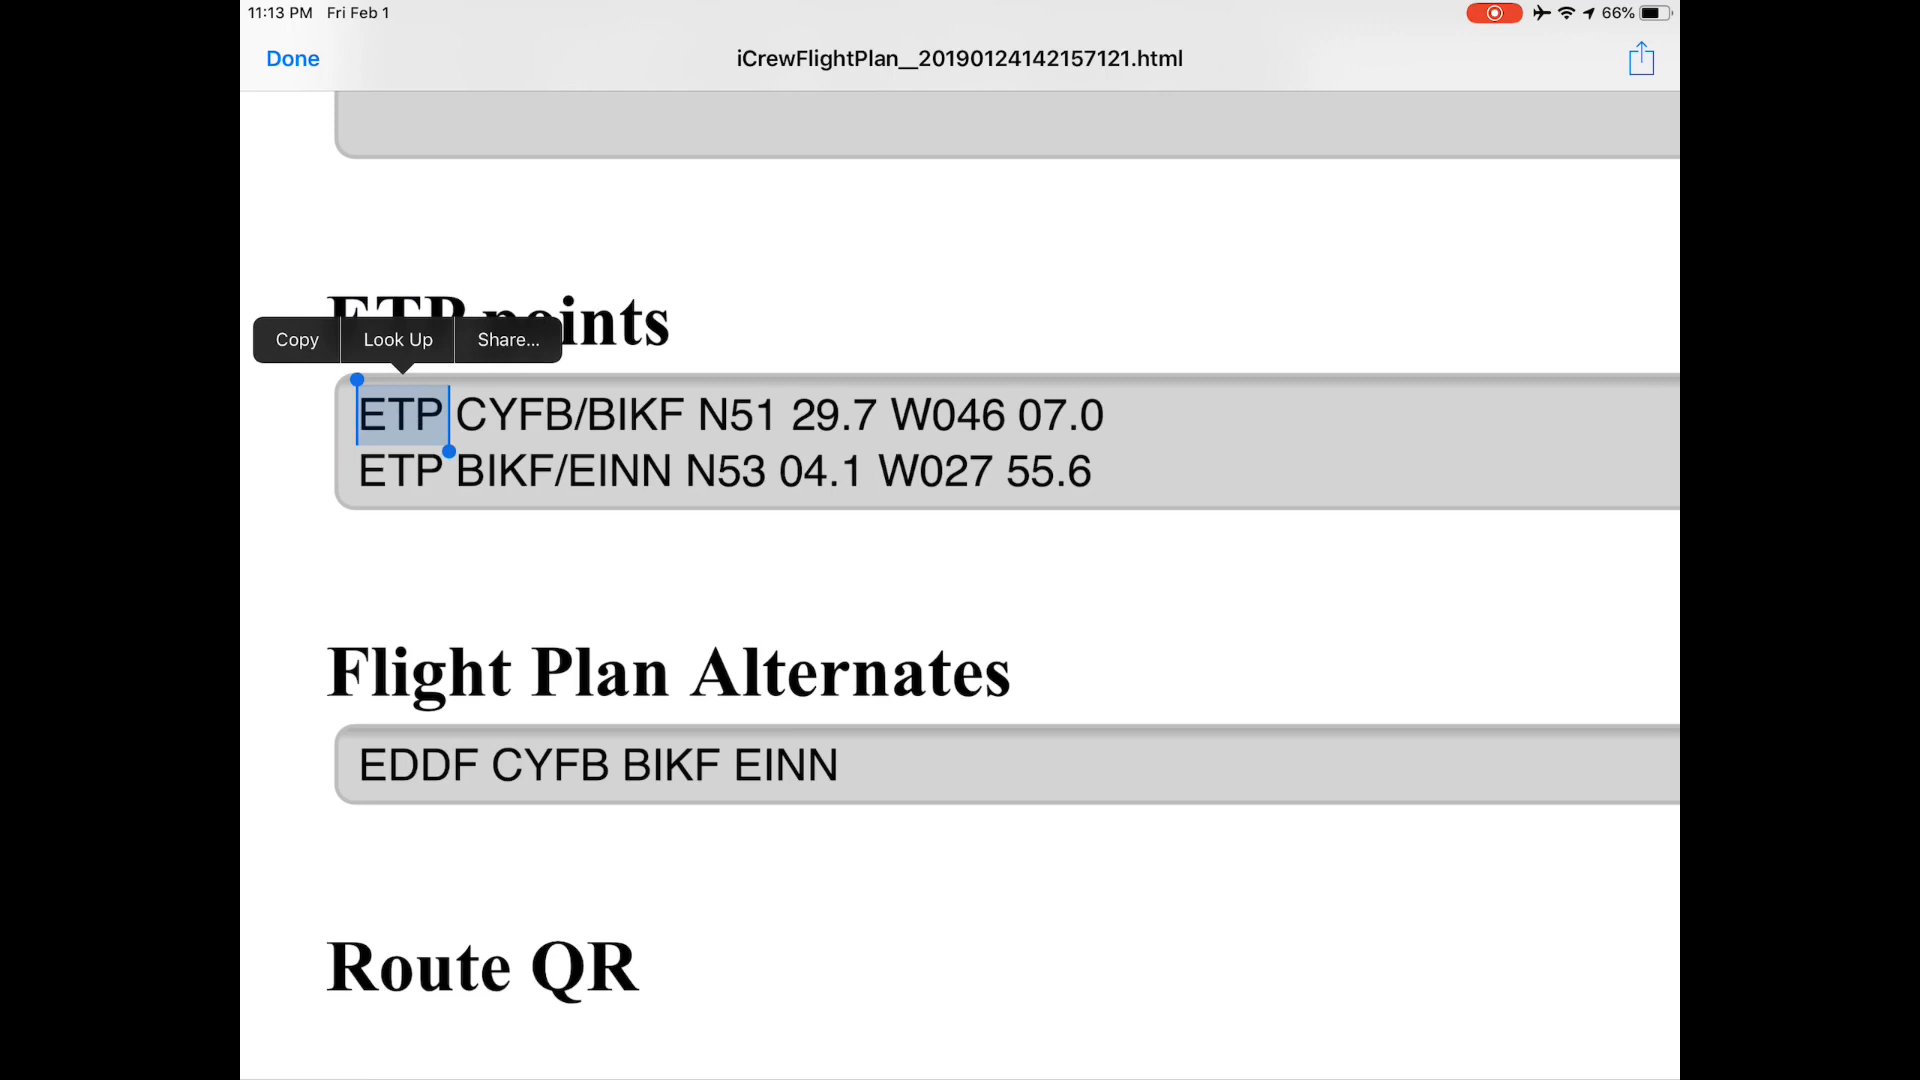 11:13 PM Fri Feb 1
66%
Done
iCrewFlightPlan__20190124142157121.html
ETP points
Copy
Look Up
Share...
ETP CYFB/BIKF N51 29.7 W046 07.0
ETP BIKF/EINN N53 04.1 W027 55.6
Flight Plan Alternates
EDDF CYFB BIKF EINN
Route QR